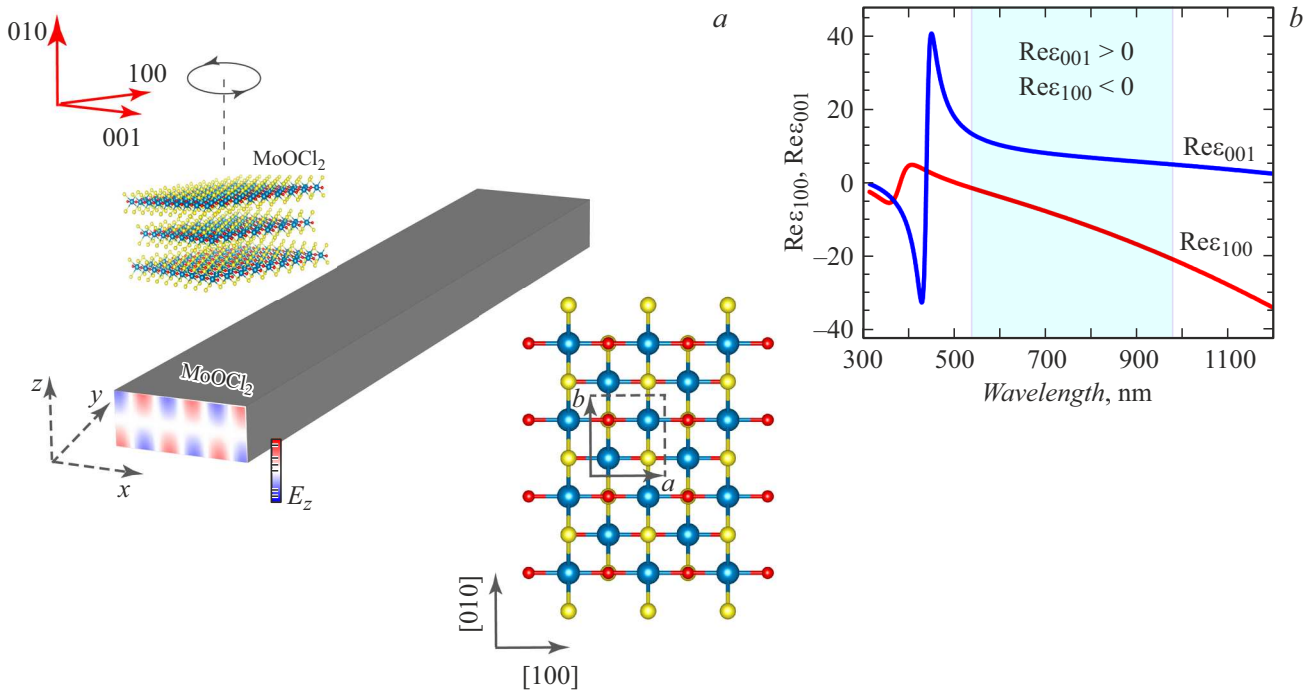 a
010
100
001
MoOCl₂
MoOCl₂
z
y
x
E_z
b
a
[010]
[100]
b
Reε₁₀₀, Reε₀₀₁
40
20
0
–20
–40
Reε₀₀₁ > 0
Reε₁₀₀ < 0
Reε₀₀₁
Reε₁₀₀
300 500 700 900 1100
Wavelength, nm